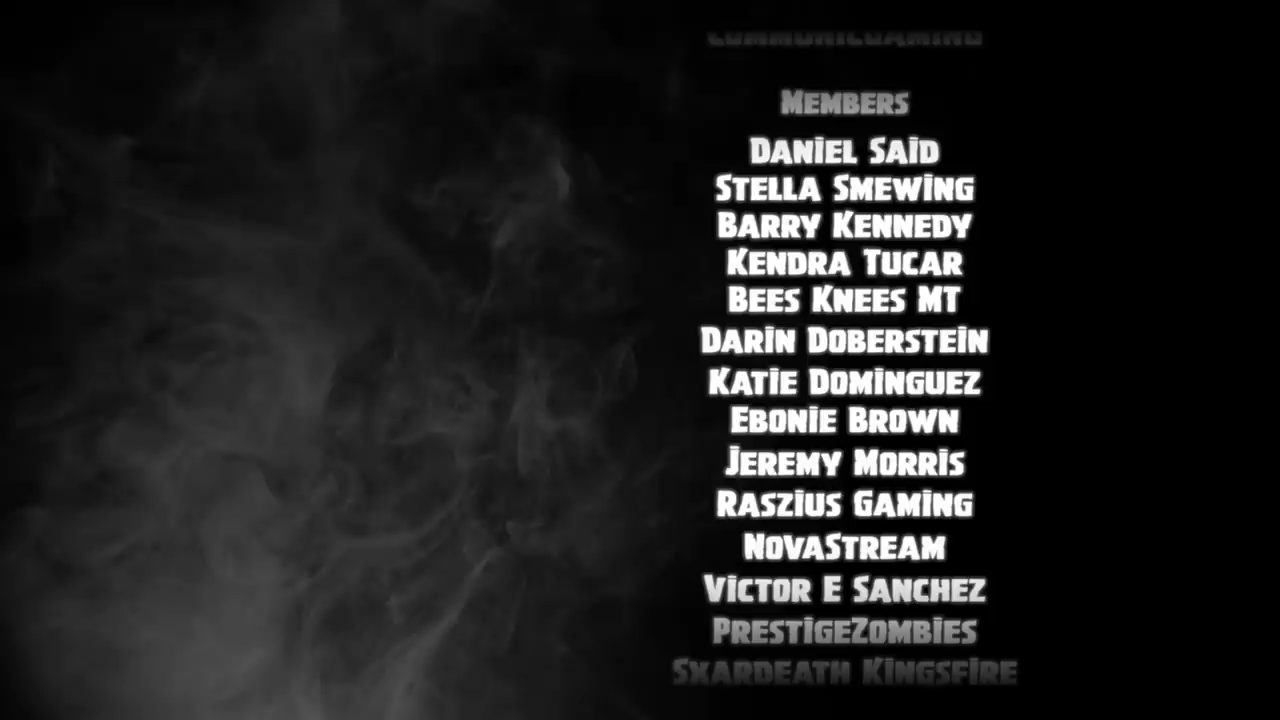 Members
Daniel Said
Stella Smewing
Barry Kennedy
Kendra Tucar
Bees Knees MT
Darin Doberstein
Katie Dominguez
Ebonie Brown
Jeremy Morris
Raszius Gaming
NovaStream
Victor E Sanchez
PrestigeZombies
Sxardeath Kingsfire